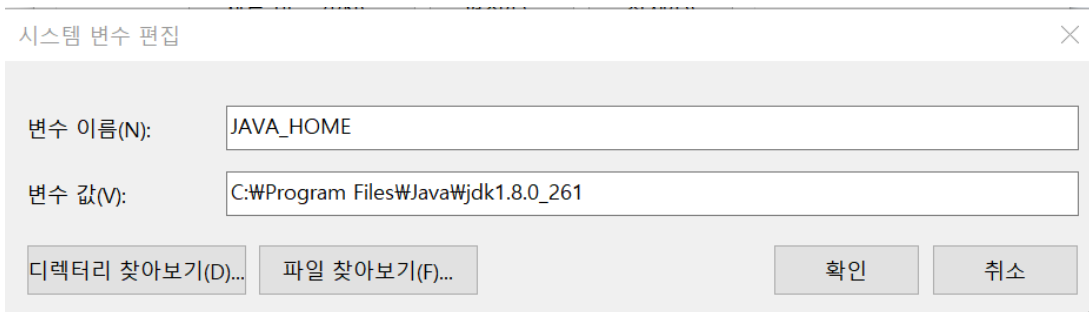 시스템 변수 편집
변수 이름(N): JAVA_HOME
변수 값(V): C:₩Program Files₩Java₩jdk1.8.0_261
디렉터리 찾아보기(D)... 파일 찾아보기(F)... 확인 취소